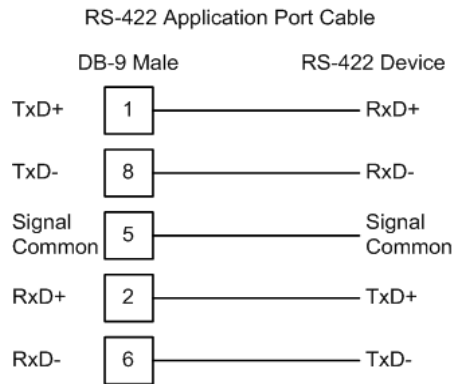 RS-422 Application Port Cable
DB-9 Male RS-422 Device
TxD+ 1 RxD+
TxD- 8 RxD-
Signal Common 5 Signal Common
RxD+ 2 TxD+
RxD- 6 TxD-